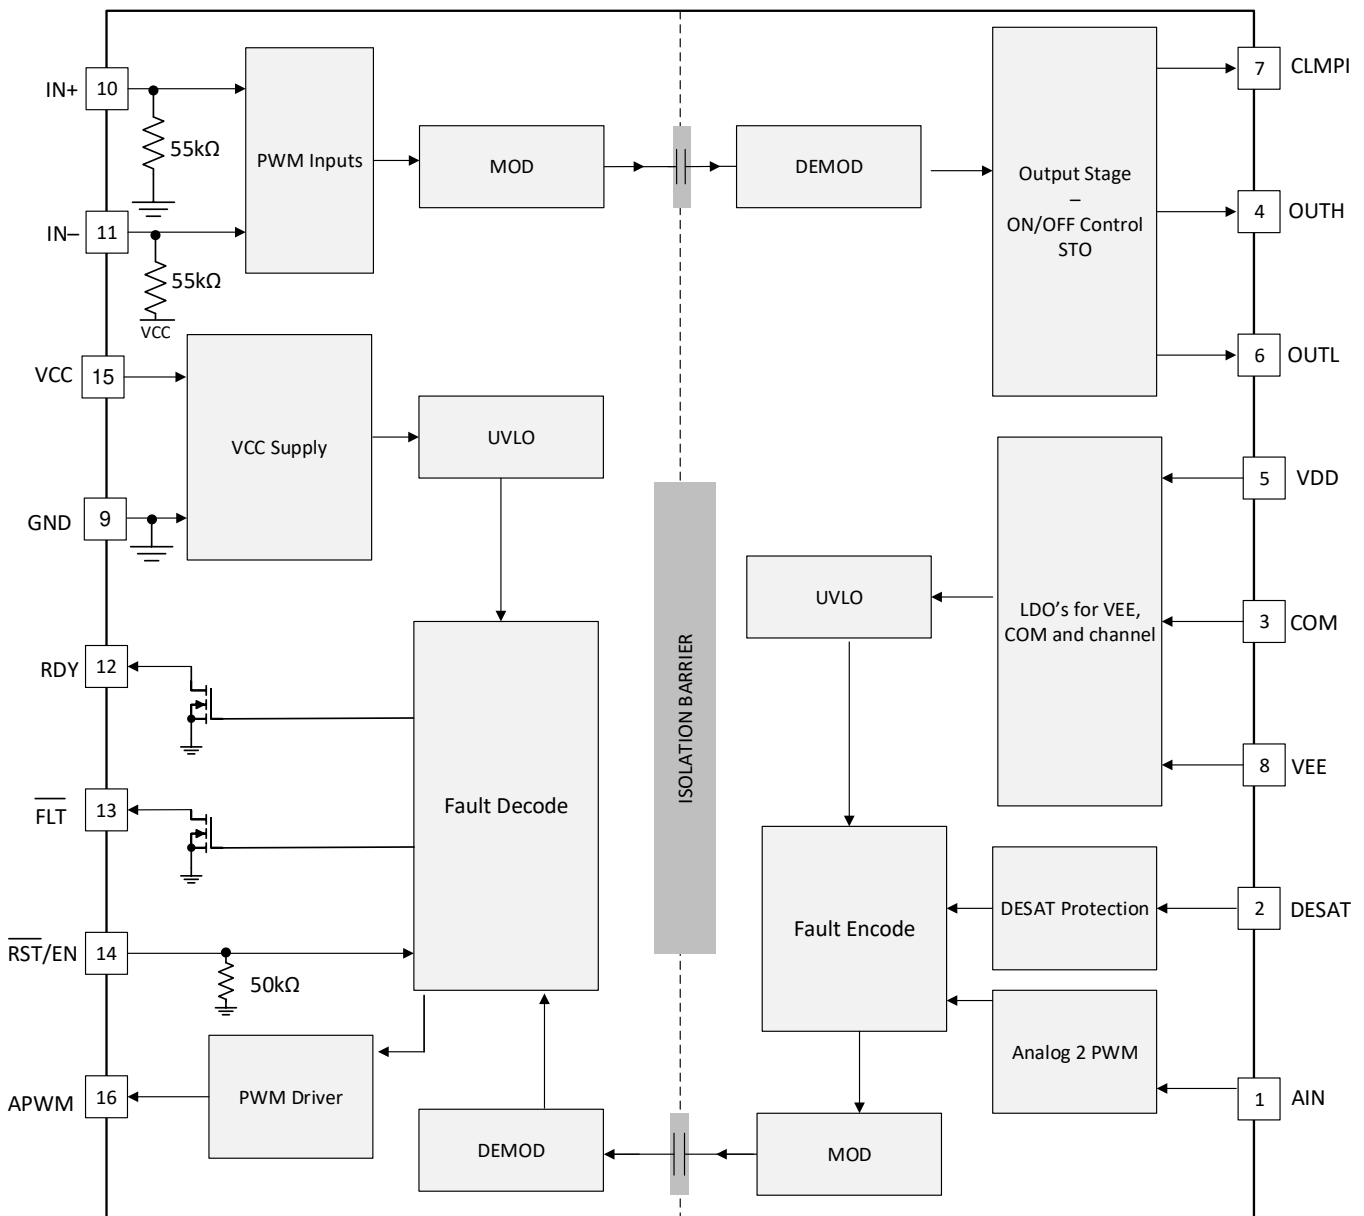 IN+
10
55kΩ
IN–
11
55kΩ
VCC
PWM Inputs
MOD
DEMOD
Output Stage
–
ON/OFF Control
STO
7
CLMPI
4
OUTH
6
OUTL
VCC
15
GND
9
VCC Supply
UVLO
ISOLATION BARRIER
UVLO
LDO's for VEE,
COM and channel
5
VDD
3
COM
8
VEE
RDY
12
FLT
13
RST/EN
14
50kΩ
Fault Decode
Fault Encode
DESAT Protection
2
DESAT
Analog 2 PWM
1
AIN
APWM
16
PWM Driver
DEMOD
MOD